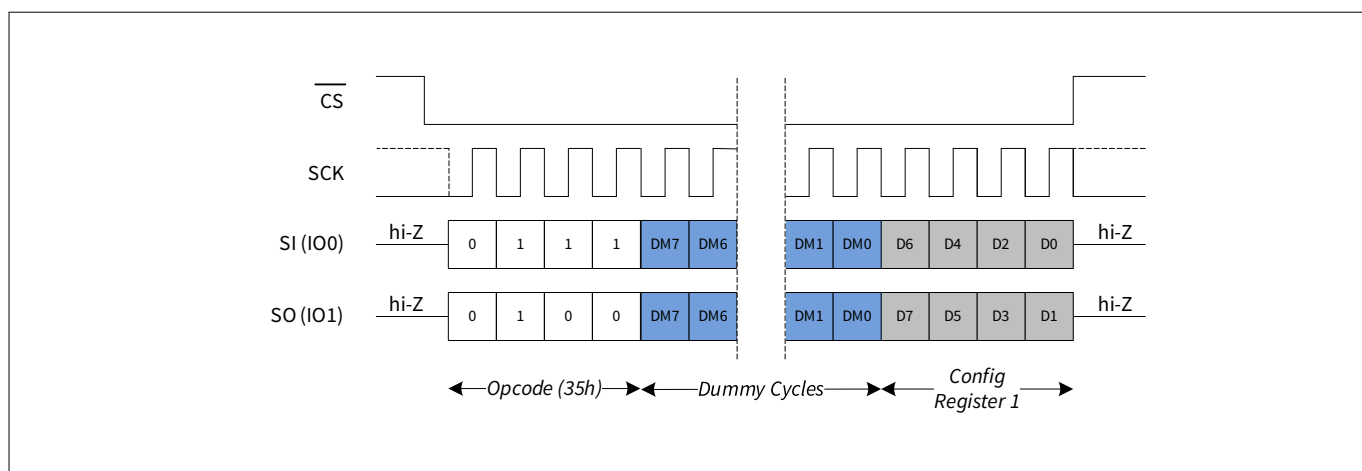 CS
SCK
SI (IO0) hi-Z 0 1 1 1 DM7 DM6 DM1 DM0 D6 D4 D2 D0 hi-Z
SO (IO1) hi-Z 0 1 0 0 DM7 DM6 DM1 DM0 D7 D5 D3 D1 hi-Z
Opcode (35h) Dummy Cycles Config
Register 1